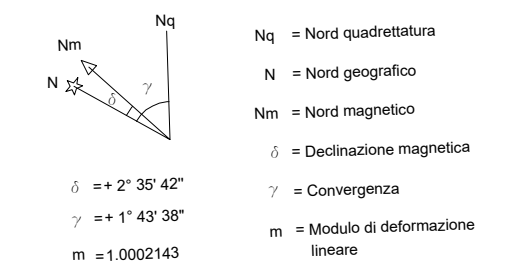 Nq
Nm
N
γ
δ
δ =+ 2° 35' 42"
γ =+ 1° 43' 38"
m =1.0002143
Nq = Nord quadrettatura
N = Nord geografico
Nm = Nord magnetico
δ = Declinazione magnetica
γ = Convergenza
m = Modulo di deformazione
lineare